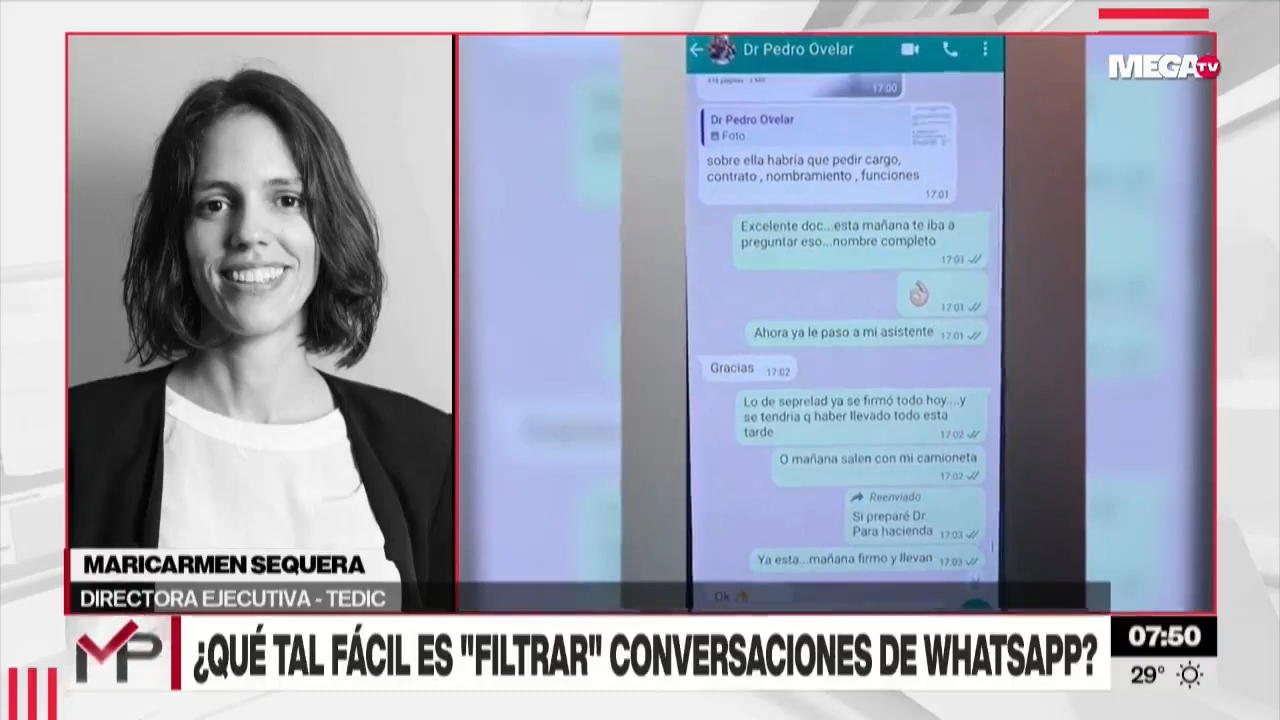 MEGA TV
Dr Pedro Ovelar
17:00
Dr Pedro Ovelar
Foto
sobre ella habría que pedir cargo,
contrato , nombramiento , funciones
17:01
Excelente doc...esta mañana te iba a
preguntar eso...nombre completo
17:01
17:01
Ahora ya le paso a mi asistente 17:01
Gracias 17:02
Lo de seprelad ya se firmó todo hoy....y
se tendria q haber llevado todo esta
tarde
17:02
O mañana salen con mi camioneta
17:02
Reenviado
Si preparé Dr.
Para hacienda 17:03
Ya esta...mañana firmo y llevan 17:03
Ok
MARICARMEN SEQUERA
DIRECTORA EJECUTIVA - TEDIC
MP
¿QUÉ TAL FÁCIL ES "FILTRAR" CONVERSACIONES DE WHATSAPP?
07:50
29°